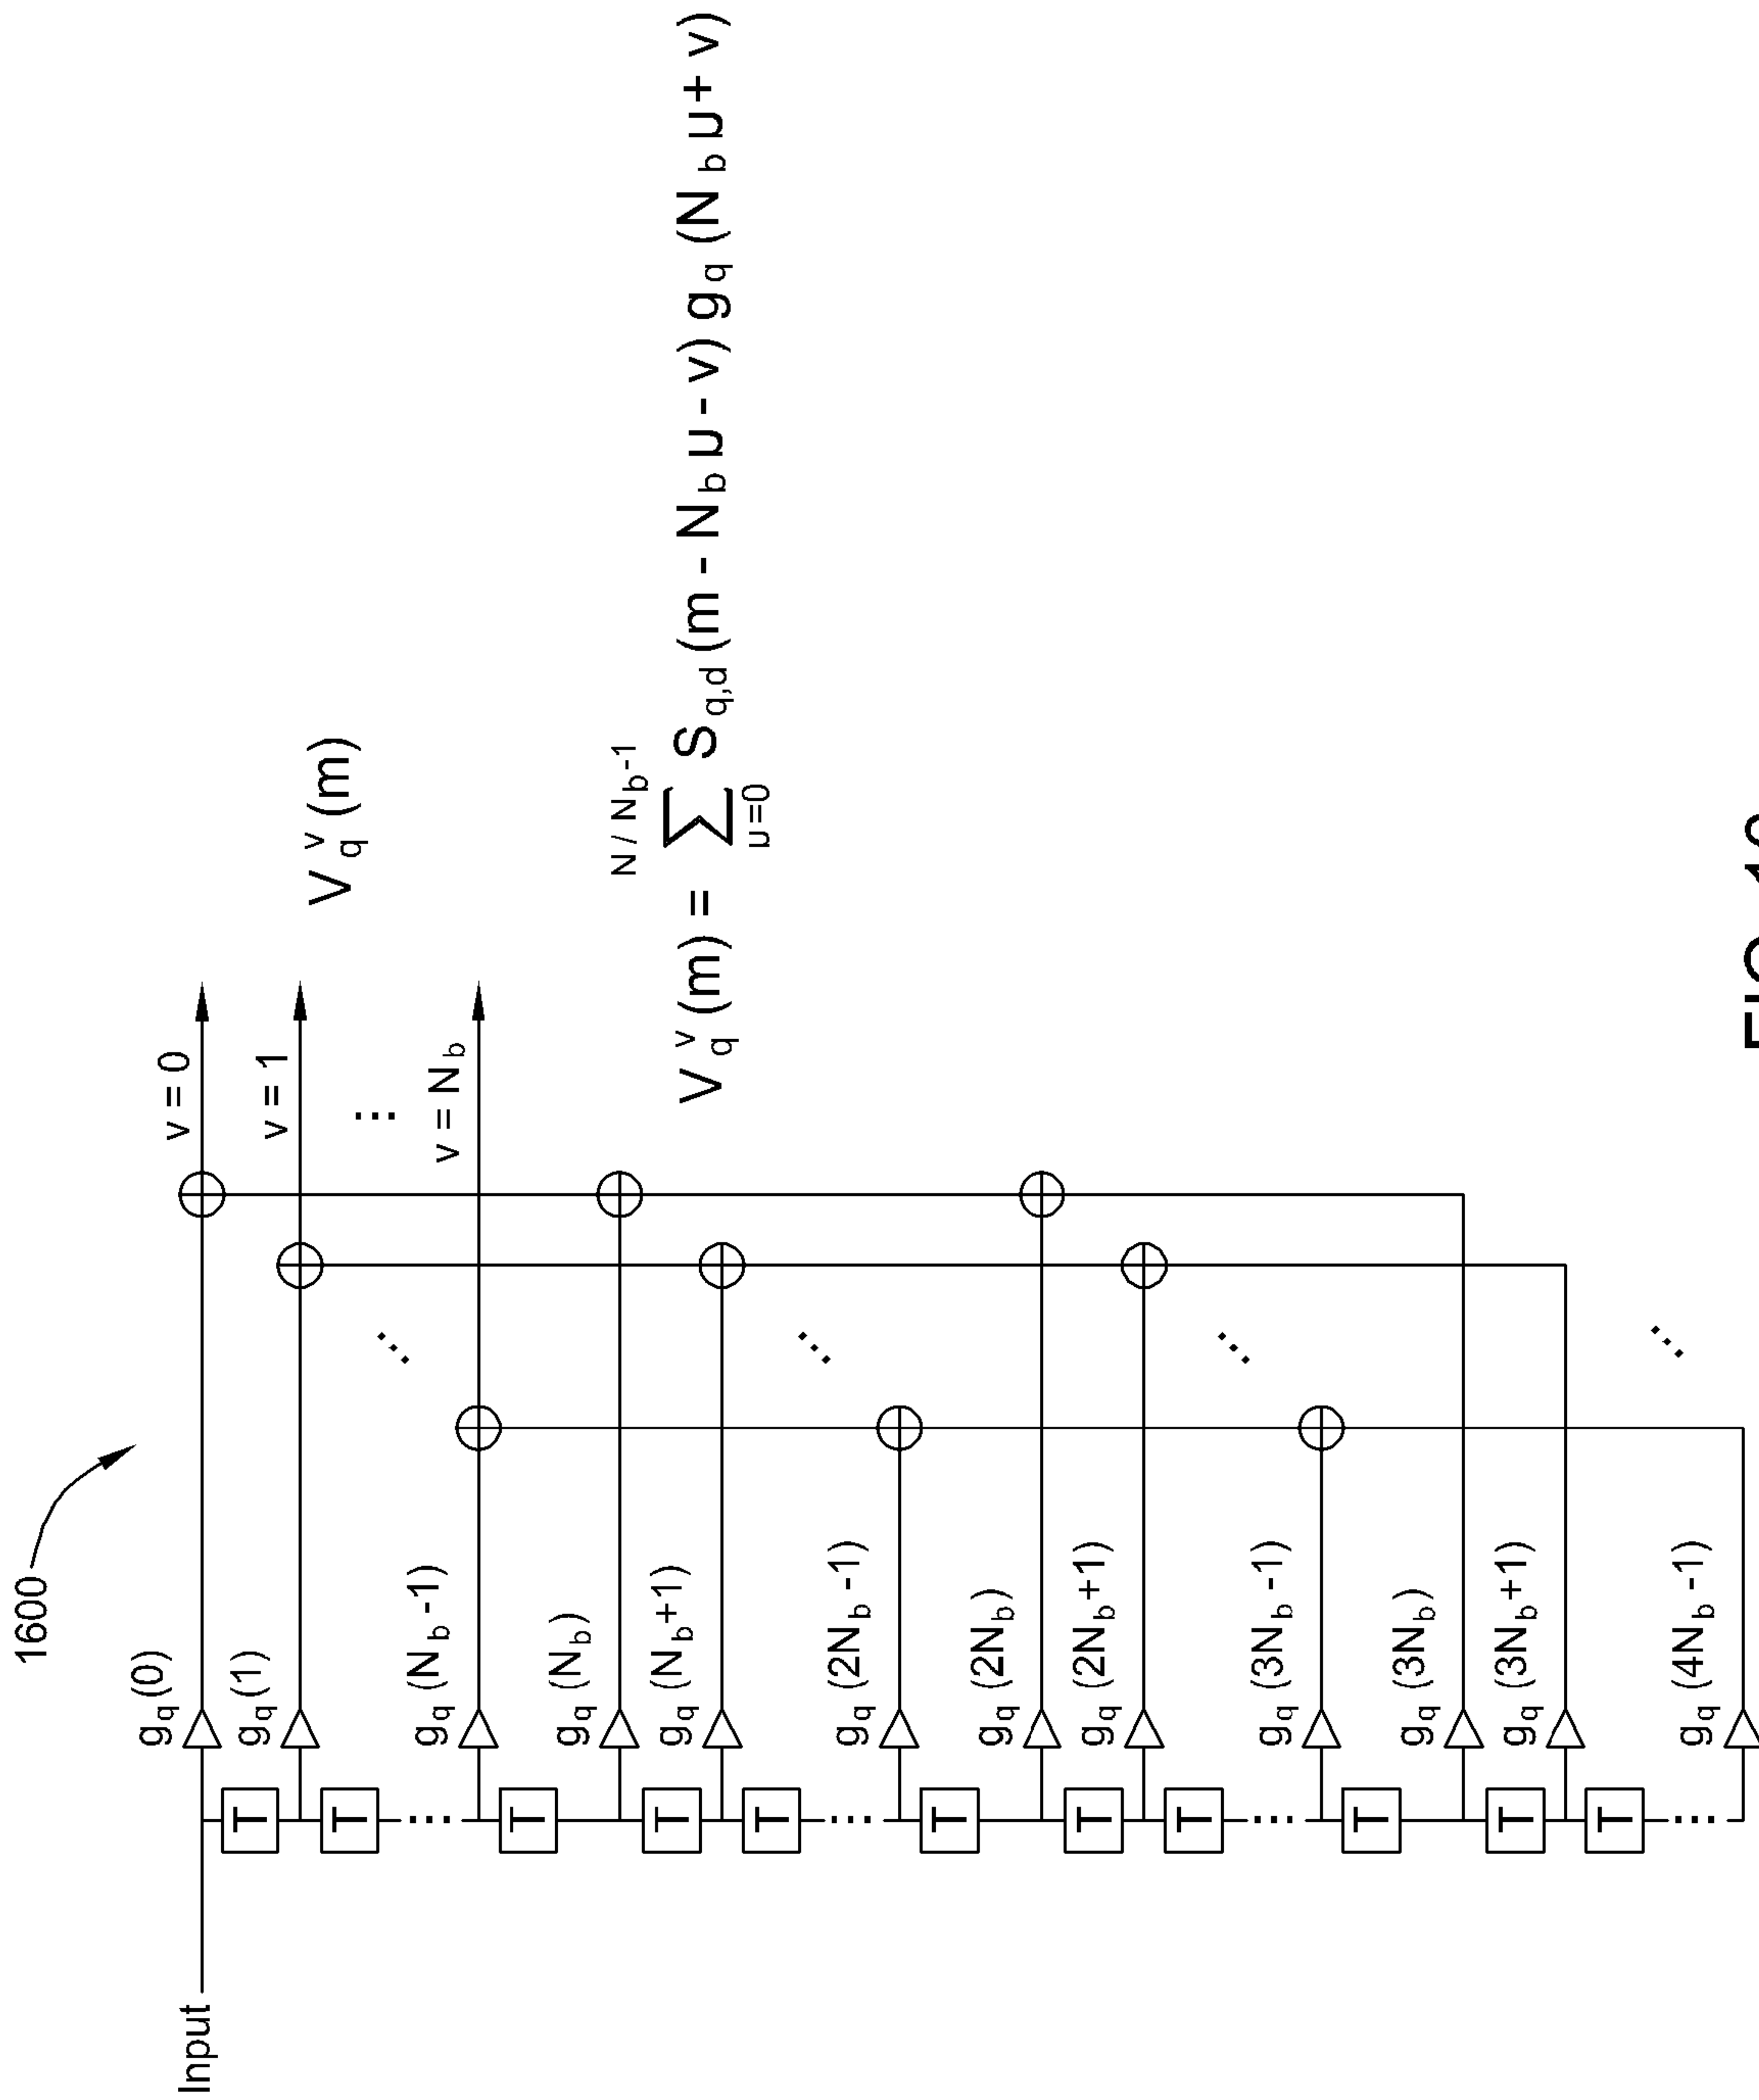 1600
Input
g_q (0)
g_q (1)
g_q (N_b -1)
g_q (N_b)
g_q (N_b+1)
g_q (2N_b -1)
g_q (2N_b)
g_q (2N_b+1)
g_q (3N_b -1)
g_q (3N_b)
g_q (3N_b+1)
g_q (4N_b -1)
T
T
...
T
T
T
...
T
T
T
...
T
T
T
...
v = 0
v = 1
⋮
v = N_b
V_q^v (m)
V_q^v (m) = ∑_{u=0}^{N / N_b-1} S_{q,d} (m - N_b u - v) g_q (N_b u + v)